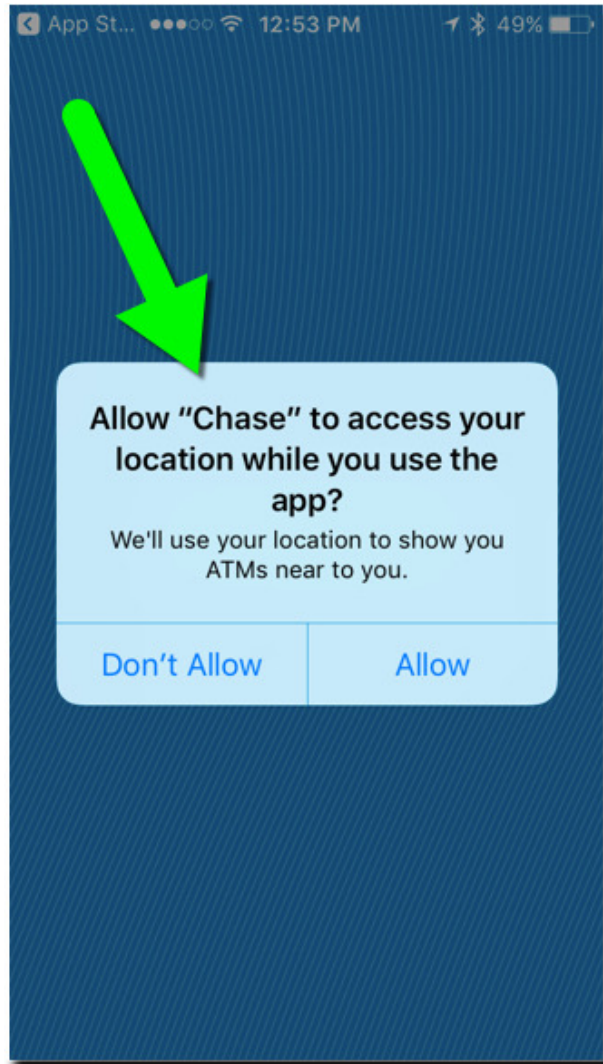 App St... 12:53 PM 49%
Allow “Chase” to access your
location while you use the
app?
We'll use your location to show you
ATMs near to you.
Don’t Allow Allow